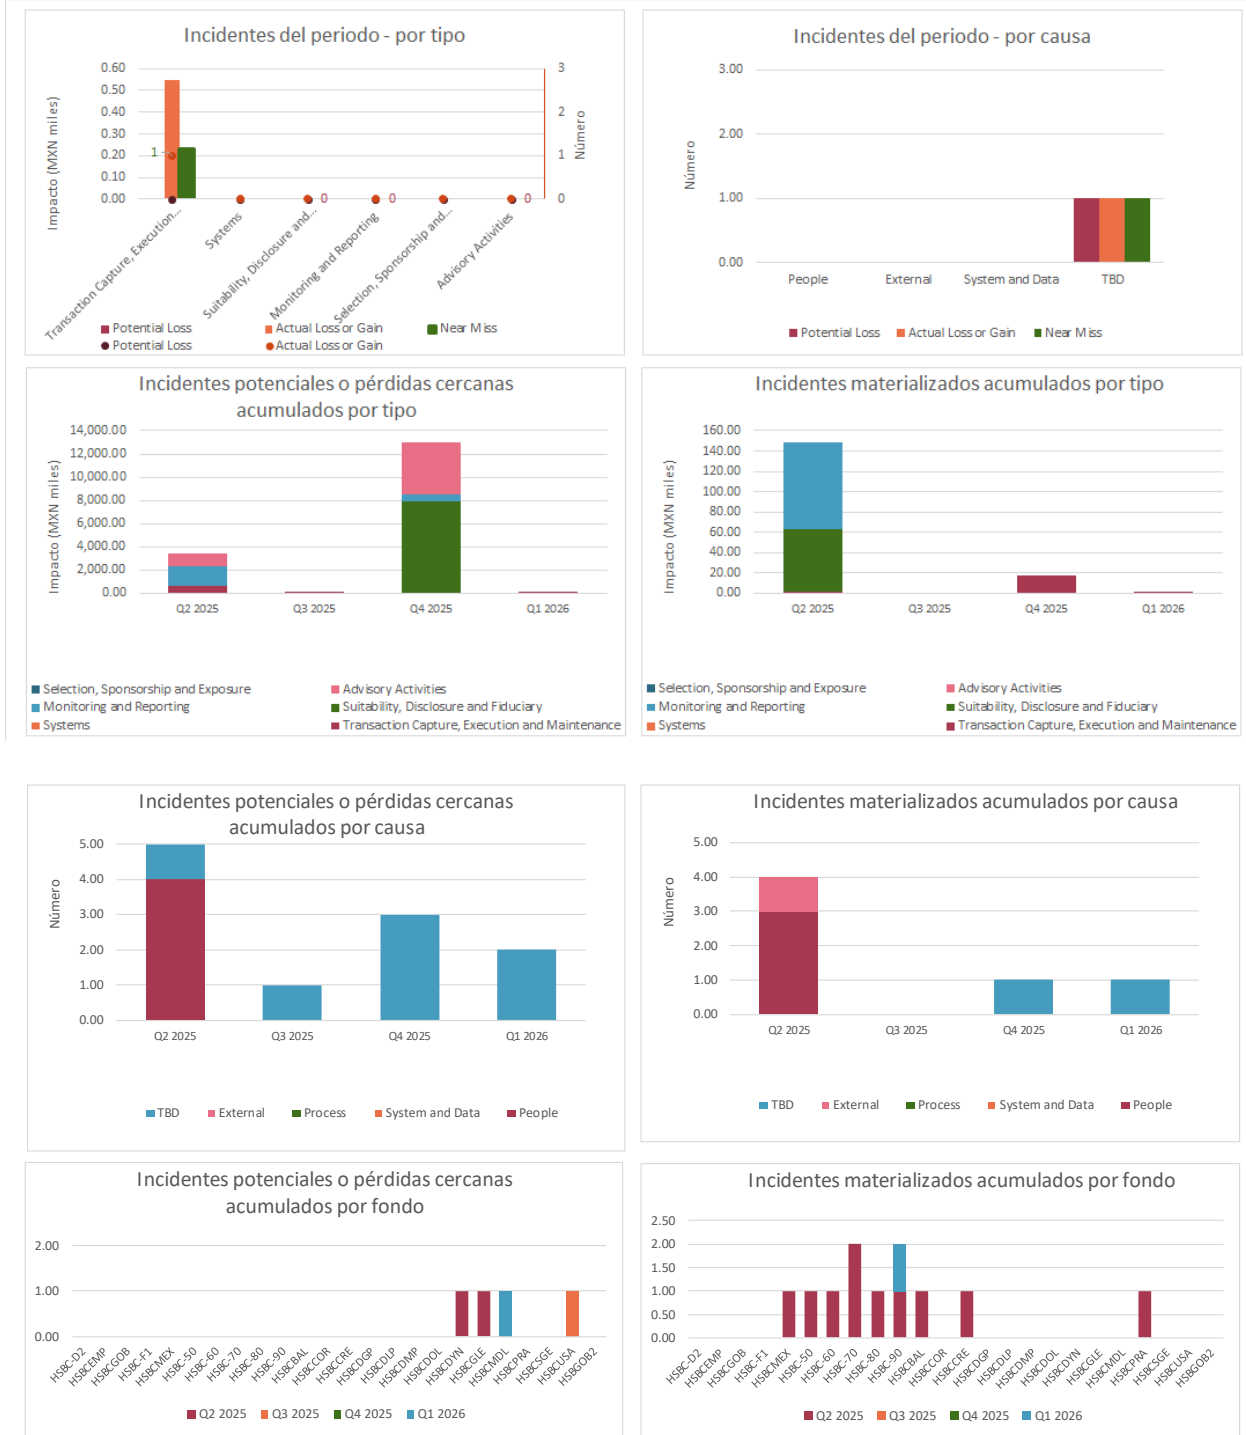 Incidentes del periodo - por tipo
0.60
0.50
0.40
0.30
0.20
0.10
0.00
Impacto (MXN miles)
3
2
1
0
Número
1
0
0
0
Transaction Capture, Execution...
Systems
Suitability, Disclosure and...
Monitoring and Reporting
Selection, Sponsorship and...
Advisory Activities
Potential Loss
Actual Loss or Gain
Near Miss
Potential Loss
Actual Loss or Gain
Incidentes del periodo - por causa
3.00
2.00
1.00
0.00
Número
People
External
System and Data
TBD
Potential Loss
Actual Loss or Gain
Near Miss
Incidentes potenciales o pérdidas cercanas
acumulados por tipo
14,000.00
12,000.00
10,000.00
8,000.00
6,000.00
4,000.00
2,000.00
0.00
Impacto (MXN miles)
Q2 2025
Q3 2025
Q4 2025
Q1 2026
Selection, Sponsorship and Exposure
Advisory Activities
Monitoring and Reporting
Suitability, Disclosure and Fiduciary
Systems
Transaction Capture, Execution and Maintenance
Incidentes materializados acumulados por tipo
160.00
140.00
120.00
100.00
80.00
60.00
40.00
20.00
0.00
Impacto (MXN miles)
Q2 2025
Q3 2025
Q4 2025
Q1 2026
Selection, Sponsorship and Exposure
Advisory Activities
Monitoring and Reporting
Suitability, Disclosure and Fiduciary
Systems
Transaction Capture, Execution and Maintenance
Incidentes potenciales o pérdidas cercanas
acumulados por causa
5.00
4.00
3.00
2.00
1.00
0.00
Número
Q2 2025
Q3 2025
Q4 2025
Q1 2026
TBD
External
Process
System and Data
People
Incidentes materializados acumulados por causa
5.00
4.00
3.00
2.00
1.00
0.00
Número
Q2 2025
Q3 2025
Q4 2025
Q1 2026
TBD
External
Process
System and Data
People
Incidentes potenciales o pérdidas cercanas
acumulados por fondo
2.00
1.00
0.00
HSBC-D2
HSBCEMP
HSBCGOB
HSBC-F1
HSBCMEX
HSBC-50
HSBC-60
HSBC-70
HSBC-80
HSBC-90
HSBCBAL
HSBCCOR
HSBCCRE
HSBCDGP
HSBCDLP
HSBCDMP
HSBCDOL
HSBCDYN
HSBCGLE
HSBCMDL
HSBCPRA
HSBCSGE
HSBCUSA
HSBGOB2
Q2 2025
Q3 2025
Q4 2025
Q1 2026
Incidentes materializados acumulados por fondo
2.50
2.00
1.50
1.00
0.50
0.00
HSBC-D2
HSBCEMP
HSBCGOB
HSBC-F1
HSBCMEX
HSBC-50
HSBC-60
HSBC-70
HSBC-80
HSBC-90
HSBCBAL
HSBCCOR
HSBCCRE
HSBCDGP
HSBCDLP
HSBCDMP
HSBCDOL
HSBCDYN
HSBCGLE
HSBCMDL
HSBCPRA
HSBCSGE
HSBCUSA
HSBGOB2
Q2 2025
Q3 2025
Q4 2025
Q1 2026